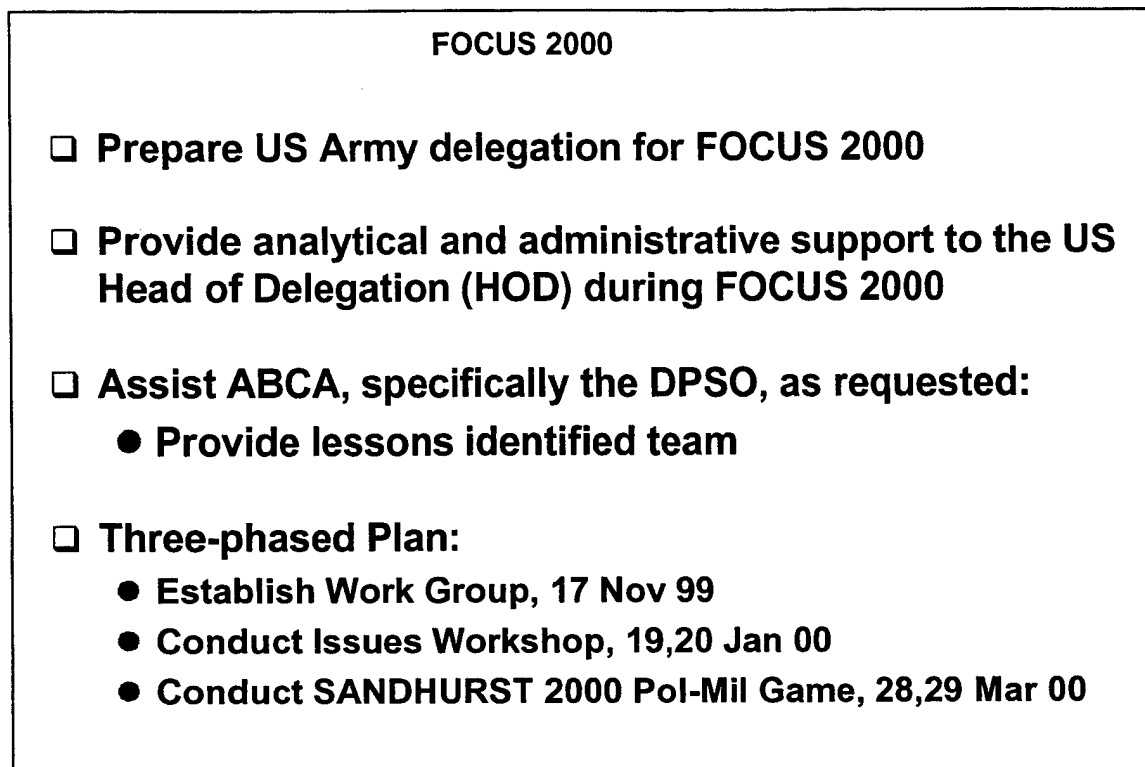 FOCUS 2000
❑ Prepare US Army delegation for FOCUS 2000
❑ Provide analytical and administrative support to the US
Head of Delegation (HOD) during FOCUS 2000
❑ Assist ABCA, specifically the DPSO, as requested:
● Provide lessons identified team
❑ Three-phased Plan:
● Establish Work Group, 17 Nov 99
● Conduct Issues Workshop, 19,20 Jan 00
● Conduct SANDHURST 2000 Pol-Mil Game, 28,29 Mar 00